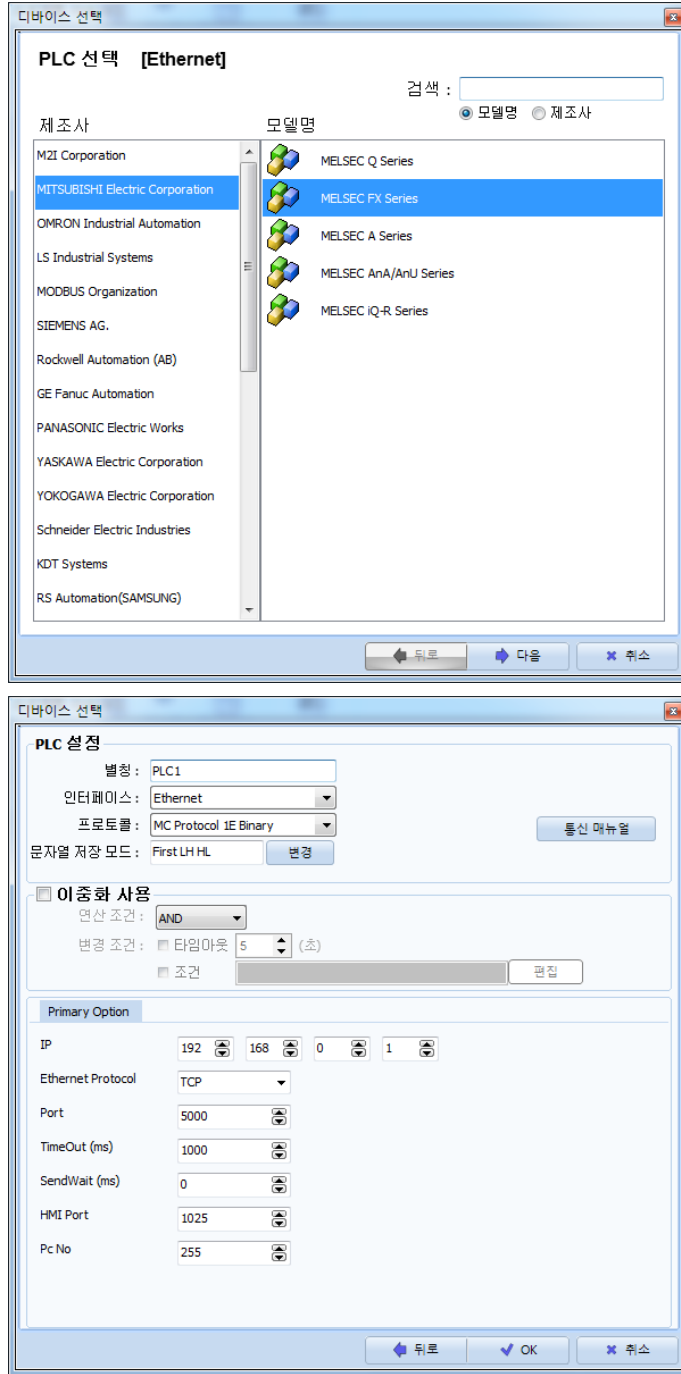 디바이스 선택
PLC 선택 [Ethernet]
검색 :
모델명 제조사
제조사
모델명
M2I Corporation
MITSUBISHI Electric Corporation
OMRON Industrial Automation
LS Industrial Systems
MODBUS Organization
SIEMENS AG.
Rockwell Automation (AB)
GE Fanuc Automation
PANASONIC Electric Works
YASKAWA Electric Corporation
YOKOGAWA Electric Corporation
Schneider Electric Industries
KDT Systems
RS Automation(SAMSUNG)
MELSEC Q Series
MELSEC FX Series
MELSEC A Series
MELSEC AnA/AnU Series
MELSEC iQ-R Series
뒤로 다음 취소
디바이스 선택
PLC 설정
별칭 : PLC1
인터페이스 : Ethernet
프로토콜 : MC Protocol 1E Binary
통신 매뉴얼
문자열 저장 모드 : First LH HL 변경
이중화 사용
연산 조건 : AND
변경 조건 : 타임아웃 5 (초)
조건 편집
Primary Option
IP 192 168 0 1
Ethernet Protocol TCP
Port 5000
TimeOut (ms) 1000
SendWait (ms) 0
HMI Port 1025
Pc No 255
뒤로 OK 취소